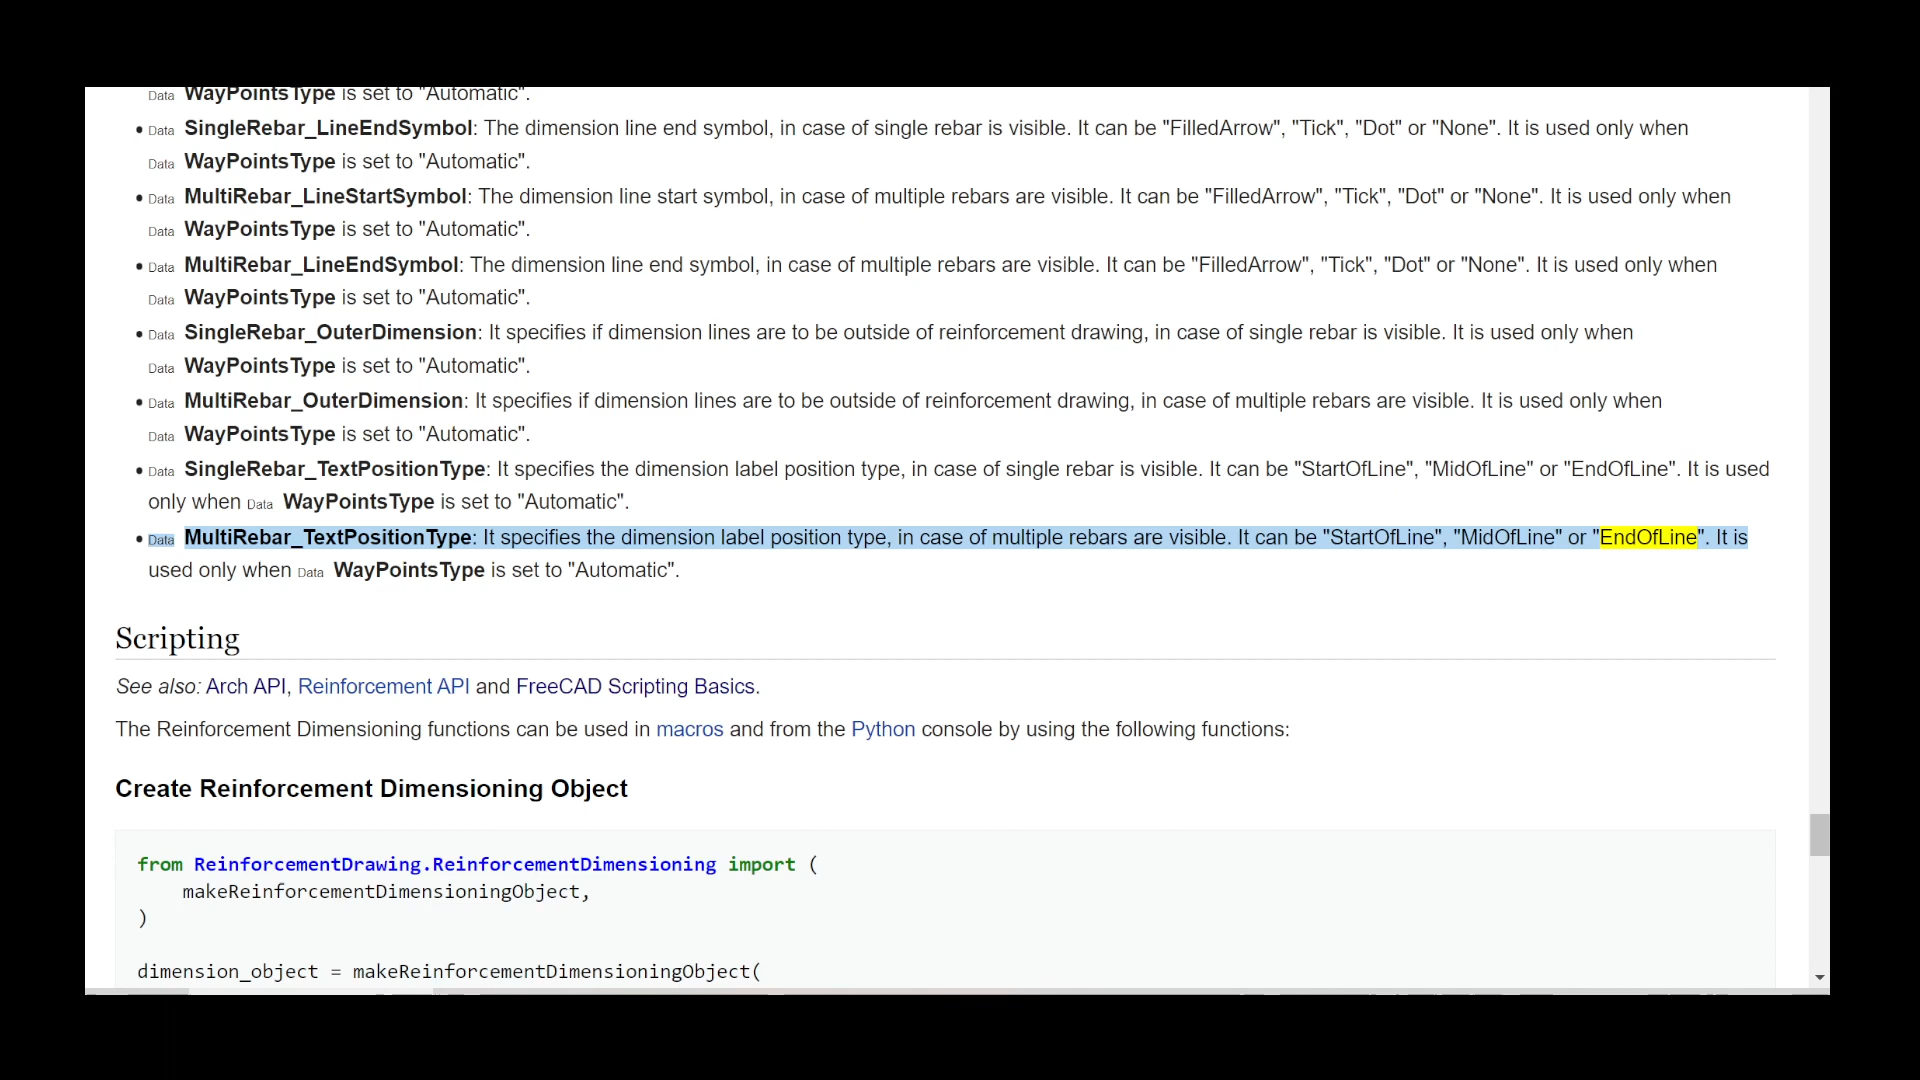 Data WayPointsType is set to "Automatic".
• Data SingleRebar_LineEndSymbol: The dimension line end symbol, in case of single rebar is visible. It can be "FilledArrow", "Tick", "Dot" or "None". It is used only when
Data WayPointsType is set to "Automatic".
• Data MultiRebar_LineStartSymbol: The dimension line start symbol, in case of multiple rebars are visible. It can be "FilledArrow", "Tick", "Dot" or "None". It is used only when
Data WayPointsType is set to "Automatic".
• Data MultiRebar_LineEndSymbol: The dimension line end symbol, in case of multiple rebars are visible. It can be "FilledArrow", "Tick", "Dot" or "None". It is used only when
Data WayPointsType is set to "Automatic".
• Data SingleRebar_OuterDimension: It specifies if dimension lines are to be outside of reinforcement drawing, in case of single rebar is visible. It is used only when
Data WayPointsType is set to "Automatic".
• Data MultiRebar_OuterDimension: It specifies if dimension lines are to be outside of reinforcement drawing, in case of multiple rebars are visible. It is used only when
Data WayPointsType is set to "Automatic".
• Data SingleRebar_TextPositionType: It specifies the dimension label position type, in case of single rebar is visible. It can be "StartOfLine", "MidOfLine" or "EndOfLine". It is used
only when Data WayPointsType is set to "Automatic".
• Data MultiRebar_TextPositionType: It specifies the dimension label position type, in case of multiple rebars are visible. It can be "StartOfLine", "MidOfLine" or "EndOfLine". It is
used only when Data WayPointsType is set to "Automatic".
Scripting
See also: Arch API, Reinforcement API and FreeCAD Scripting Basics.
The Reinforcement Dimensioning functions can be used in macros and from the Python console by using the following functions:
Create Reinforcement Dimensioning Object
from ReinforcementDrawing.ReinforcementDimensioning import (
    makeReinforcementDimensioningObject,
)
dimension_object = makeReinforcementDimensioningObject(